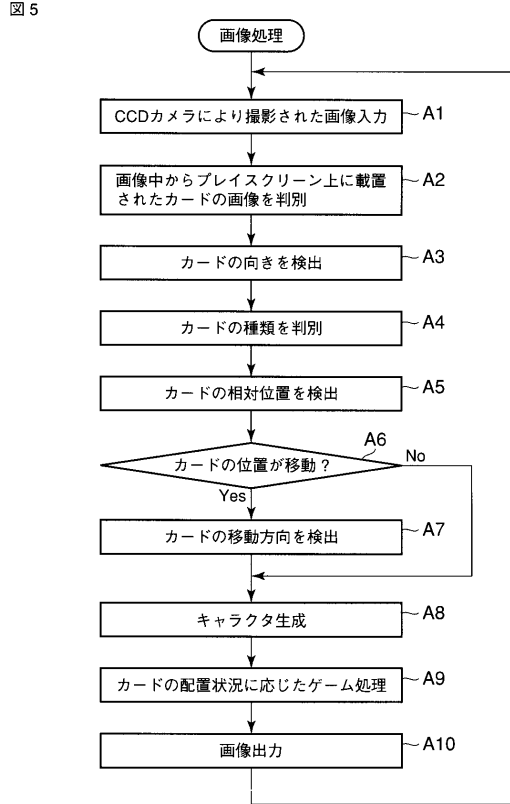 図5
画像処理
CCDカメラにより撮影された画像入力
A1
画像中からプレイスクリーン上に載置
されたカードの画像を判別
A2
カードの向きを検出
A3
カードの種類を判別
A4
カードの相対位置を検出
A5
カードの位置が移動？
A6
No
Yes
カードの移動方向を検出
A7
キャラクタ生成
A8
カードの配置状況に応じたゲーム処理
A9
画像出力
A10